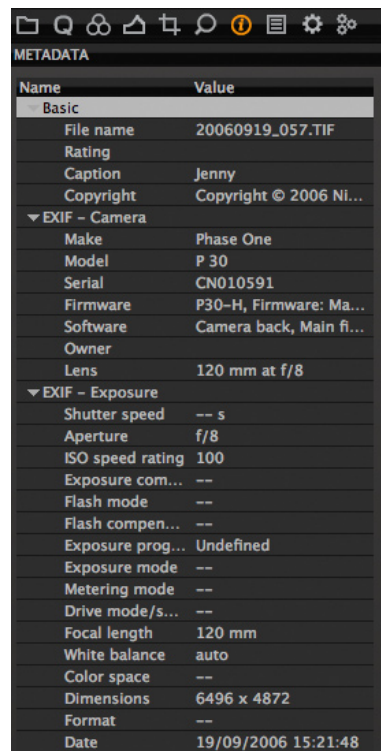 METADATA
Name Value
Basic
File name 20060919_057.TIF
Rating
Caption Jenny
Copyright Copyright © 2006 Ni...
EXIF - Camera
Make Phase One
Model P 30
Serial CN010591
Firmware P30-H, Firmware: Ma...
Software Camera back, Main fi...
Owner
Lens 120 mm at f/8
EXIF - Exposure
Shutter speed -- s
Aperture f/8
ISO speed rating 100
Exposure com... --
Flash mode --
Flash compen... --
Exposure prog... Undefined
Exposure mode --
Metering mode --
Drive mode/s... --
Focal length 120 mm
White balance auto
Color space --
Dimensions 6496 x 4872
Format --
Date 19/09/2006 15:21:48